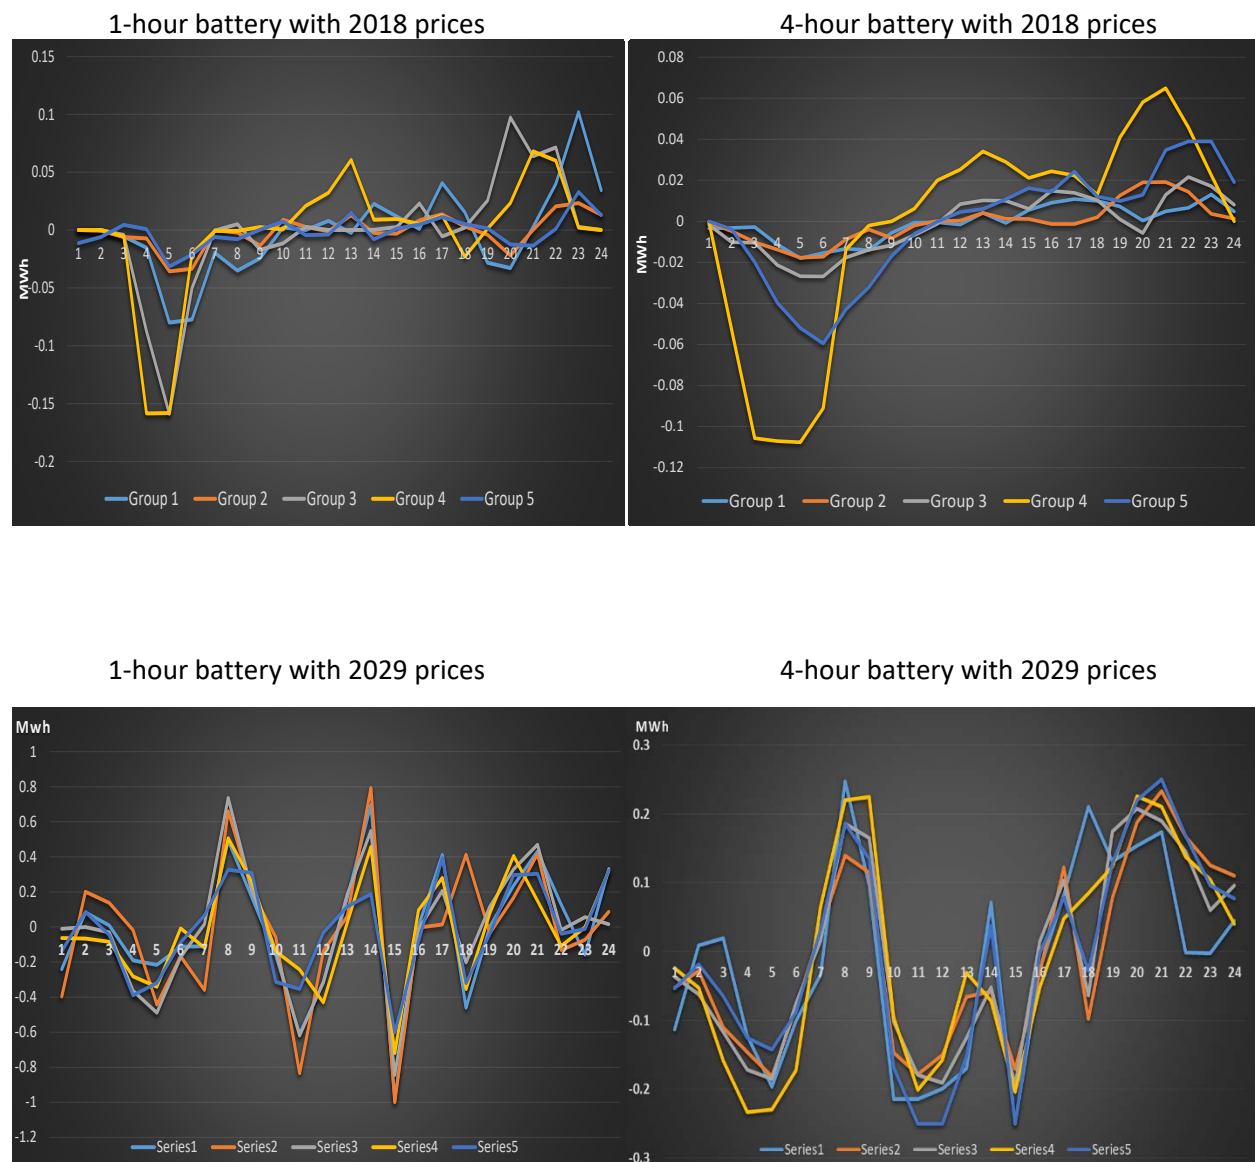 1-hour battery with 2018 prices
4-hour battery with 2018 prices
0.15
0.1
0.05
0
-0.05
-0.1
-0.15
-0.2
MWh
1 2 3 4 5 6 7 8 9 10 11 12 13 14 15 16 17 18 19 20 21 22 23 24
Group 1 Group 2 Group 3 Group 4 Group 5
0.08
0.06
0.04
0.02
0
-0.02
-0.04
-0.06
-0.08
-0.1
-0.12
MWh
1 2 3 4 5 6 7 8 9 10 11 12 13 14 15 16 17 18 19 20 21 22 23 24
Group 1 Group 2 Group 3 Group 4 Group 5
1-hour battery with 2029 prices
4-hour battery with 2029 prices
Mwh
1
0.8
0.6
0.4
0.2
0
-0.2
-0.4
-0.6
-0.8
-1
-1.2
1 2 3 4 5 6 7 8 9 10 11 12 13 14 15 16 17 18 19 20 21 22 23 24
Series1 Series2 Series3 Series4 Series5
MWh
0.3
0.2
0.1
0
-0.1
-0.2
-0.3
1 2 3 4 5 6 7 8 9 10 11 12 13 14 15 16 17 18 19 20 21 22 23 24
Series1 Series2 Series3 Series4 Series5